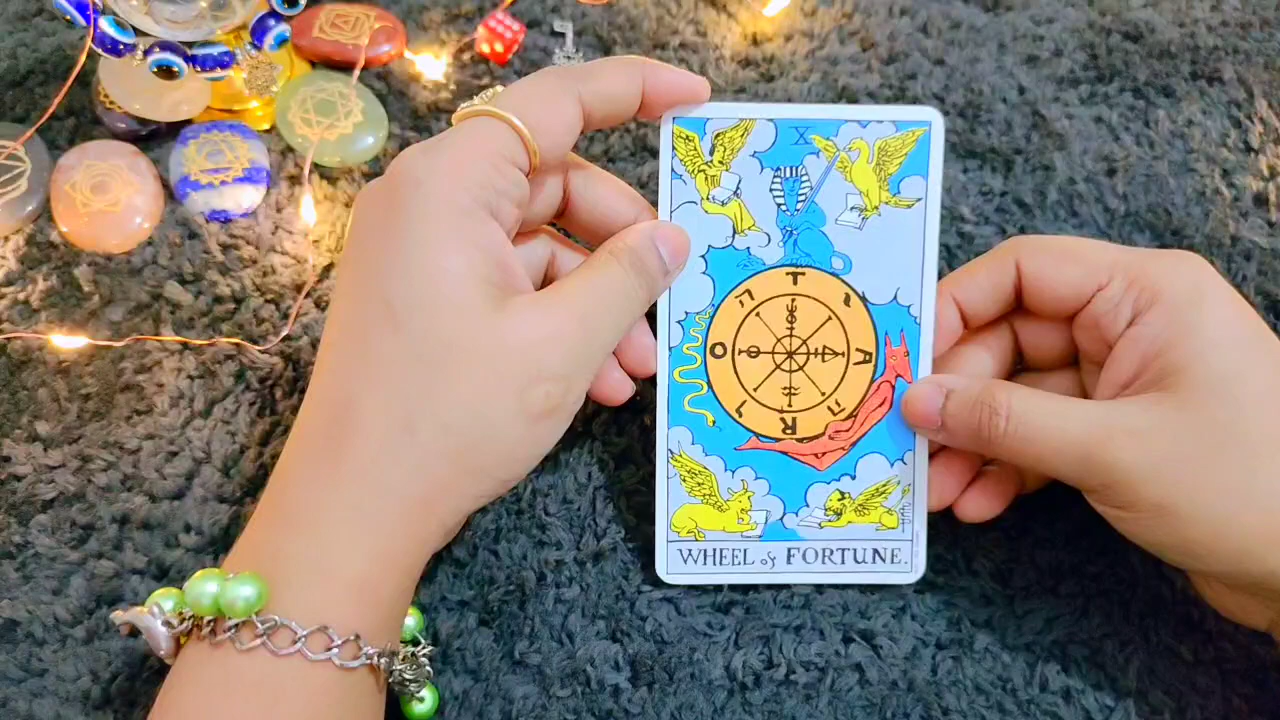 X
T
A
R
O
ה
י
ה
ו
WHEEL of FORTUNE.